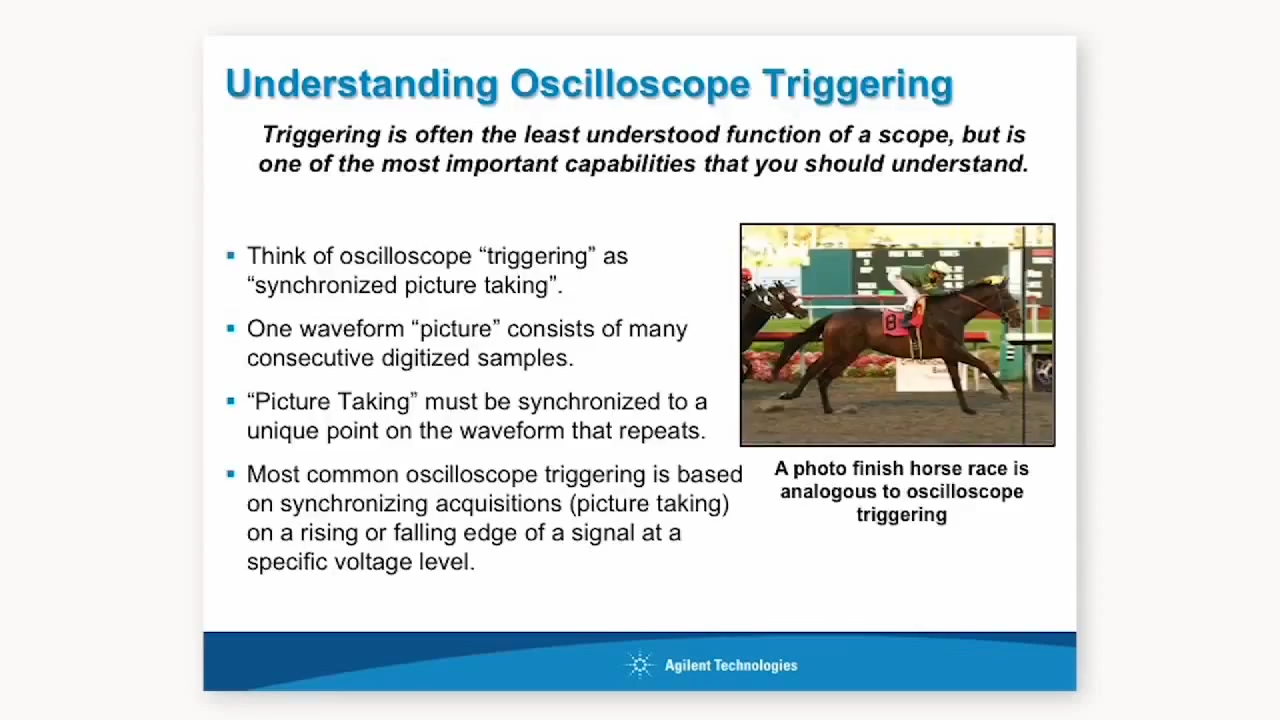 Understanding Oscilloscope Triggering
Triggering is often the least understood function of a scope, but is
one of the most important capabilities that you should understand.
Think of oscilloscope “triggering” as
“synchronized picture taking”.
One waveform “picture” consists of many
consecutive digitized samples.
“Picture Taking” must be synchronized to a
unique point on the waveform that repeats.
Most common oscilloscope triggering is based
on synchronizing acquisitions (picture taking)
on a rising or falling edge of a signal at a
specific voltage level.
8
A photo finish horse race is
analogous to oscilloscope
triggering
Agilent Technologies